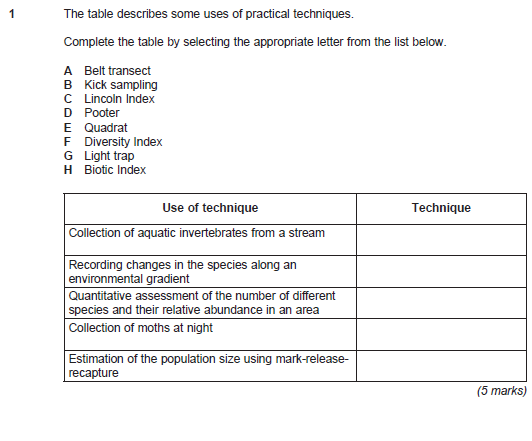 1 The table describes some uses of practical techniques.
Complete the table by selecting the appropriate letter from the list below.
A Belt transect
B Kick sampling
C Lincoln Index
D Pooter
E Quadrat
F Diversity Index
G Light trap
H Biotic Index
Use of technique Technique
Collection of aquatic invertebrates from a stream
Recording changes in the species along an
environmental gradient
Quantitative assessment of the number of different
species and their relative abundance in an area
Collection of moths at night
Estimation of the population size using mark-release-
recapture
(5 marks)